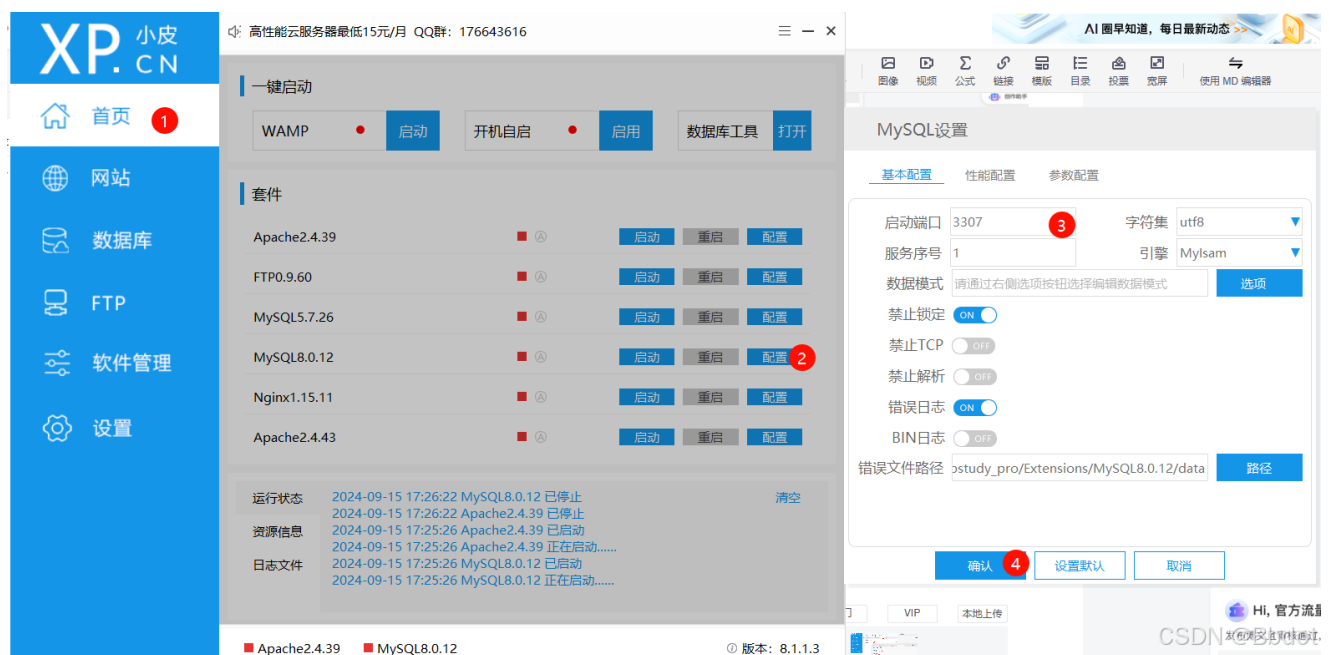 XP.CN 小皮
高性能云服务器最低15元/月 QQ群：176643616
首页 1
网站
数据库
FTP
软件管理
设置
一键启动
WAMP 启动 开机自启 启用 数据库工具 打开
套件
Apache2.4.39 启动 重启 配置
FTP0.9.60 启动 重启 配置
MySQL5.7.26 启动 重启 配置
MySQL8.0.12 启动 重启 配置 2
Nginx1.15.11 启动 重启 配置
Apache2.4.43 启动 重启 配置
运行状态
资源信息
日志文件
2024-09-15 17:26:22 MySQL8.0.12 已停止
2024-09-15 17:26:22 Apache2.4.39 已停止
2024-09-15 17:25:26 Apache2.4.39 已启动
2024-09-15 17:25:26 Apache2.4.39 正在启动......
2024-09-15 17:25:26 MySQL8.0.12 已启动
2024-09-15 17:25:26 MySQL8.0.12 正在启动......
清空
Apache2.4.39 MySQL8.0.12 版本：8.1.1.3
AI 圈早知道，每日最新动态 >>
图像 视频 公式 链接 模版 目录 投票 宽屏 使用 MD 编辑器
创作助手
MySQL设置
基本配置 性能配置 参数配置
启动端口 3307 3 字符集 utf8
服务序号 1 引擎 MyIsam
数据模式 请通过右侧选项按钮选择编辑数据模式 选项
禁止锁定 ON
禁止TCP OFF
禁止解析 OFF
错误日志 ON
BIN日志 OFF
错误文件路径 ostudy_pro/Extensions/MySQL8.0.12/data 路径
确认 4 设置默认 取消
VIP 本地上传
Hi, 官方流量
CSDN @Bbdot